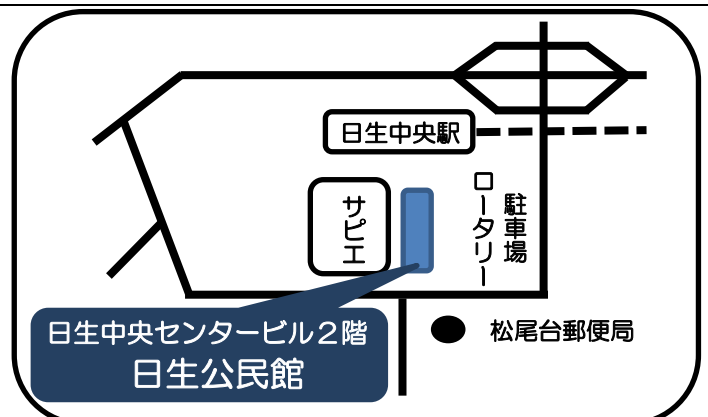 日生中央駅
サピエ
駐車場
ロータリー
日生中央センタービル２階
日生公民館
松尾台郵便局